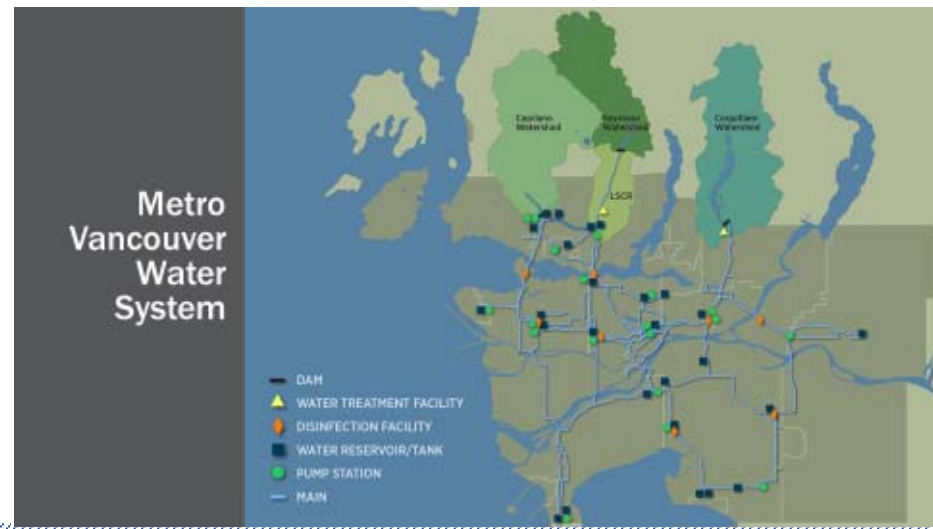 Metro
Vancouver
Water
System
Capilano
Watershed
Seymour
Watershed
Coquitlam
Watershed
LSCR
DAM
WATER TREATMENT FACILITY
DISINFECTION FACILITY
WATER RESERVOIR/TANK
PUMP STATION
MAIN